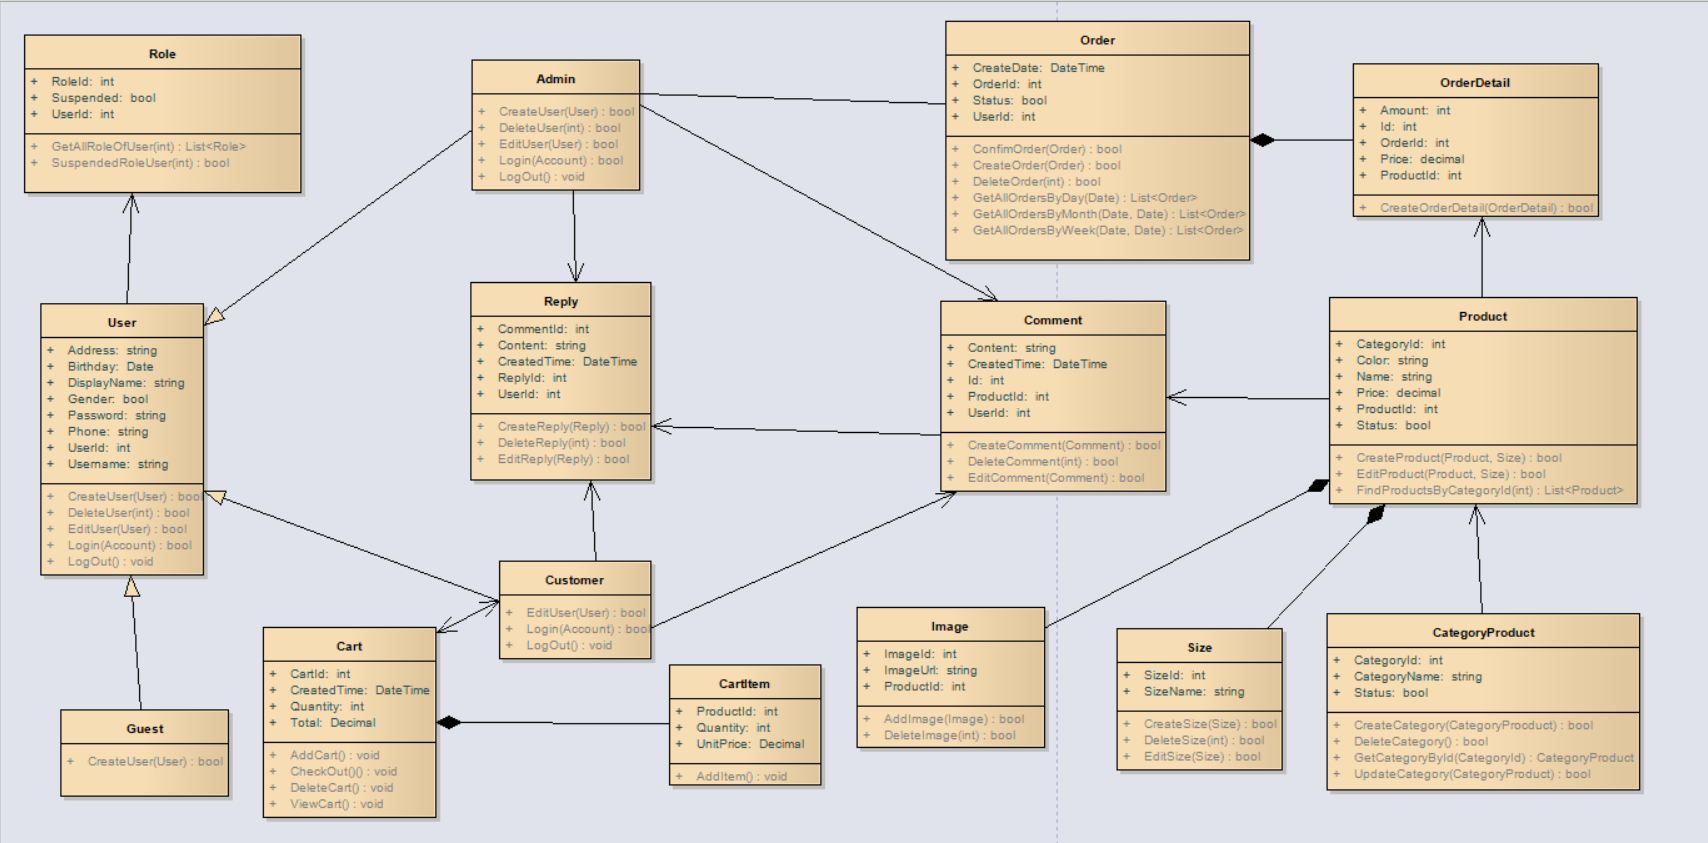 Role
+ RoleId: int
+ Suspended: bool
+ UserId: int
+ GetAllRoleOfUser(int) : List<Role>
+ SuspendedRoleUser(int) : bool
Admin
+ CreateUser(User) : bool
+ DeleteUser(int) : bool
+ EditUser(User) : bool
+ Login(Account) : bool
+ LogOut() : void
Order
+ CreateDate: DateTime
+ OrderId: int
+ Status: bool
+ UserId: int
+ ConfimOrder(Order) : bool
+ CreateOrder(Order) : bool
+ DeleteOrder(int) : bool
+ GetAllOrdersByDay(Date) : List<Order>
+ GetAllOrdersByMonth(Date, Date) : List<Order>
+ GetAllOrdersByWeek(Date, Date) : List<Order>
OrderDetail
+ Amount: int
+ Id: int
+ OrderId: int
+ Price: decimal
+ ProductId: int
+ CreateOrderDetail(OrderDetail) : bool
User
+ Address: string
+ Birthday: Date
+ DisplayName: string
+ Gender: bool
+ Password: string
+ Phone: string
+ UserId: int
+ Username: string
+ CreateUser(User) : bool
+ DeleteUser(int) : bool
+ EditUser(User) : bool
+ Login(Account) : bool
+ LogOut() : void
Reply
+ CommentId: int
+ Content: string
+ CreatedTime: DateTime
+ ReplyId: int
+ UserId: int
+ CreateReply(Reply) : bool
+ DeleteReply(int) : bool
+ EditReply(Reply) : bool
Comment
+ Content: string
+ CreatedTime: DateTime
+ Id: int
+ ProductId: int
+ UserId: int
+ CreateComment(Comment) : bool
+ DeleteComment(int) : bool
+ EditComment(Comment) : bool
Product
+ CategoryId: int
+ Color: string
+ Name: string
+ Price: decimal
+ ProductId: int
+ Status: bool
+ CreateProduct(Product, Size) : bool
+ EditProduct(Product, Size) : bool
+ FindProductsByCategoryId(int) : List<Product>
Customer
+ EditUser(User) : bool
+ Login(Account) : bool
+ LogOut() : void
Guest
+ CreateUser(User) : bool
Cart
+ CartId: int
+ CreatedTime: DateTime
+ Quantity: int
+ Total: Decimal
+ AddCart() : void
+ CheckOut()() : void
+ DeleteCart() : void
+ ViewCart() : void
CartItem
+ ProductId: int
+ Quantity: int
+ UnitPrice: Decimal
+ AddItem() : void
Image
+ ImageId: int
+ ImageUrl: string
+ ProductId: int
+ AddImage(Image) : bool
+ DeleteImage(int) : bool
Size
+ SizeId: int
+ SizeName: string
+ CreateSize(Size) : bool
+ DeleteSize(int) : bool
+ EditSize(Size) : bool
CategoryProduct
+ CategoryId: int
+ CategoryName: string
+ Status: bool
+ CreateCategory(CategoryProcduct) : bool
+ DeleteCategory() : bool
+ GetCategoryById(CategoryId) : CategoryProduct
+ UpdateCategory(CategoryProduct) : bool